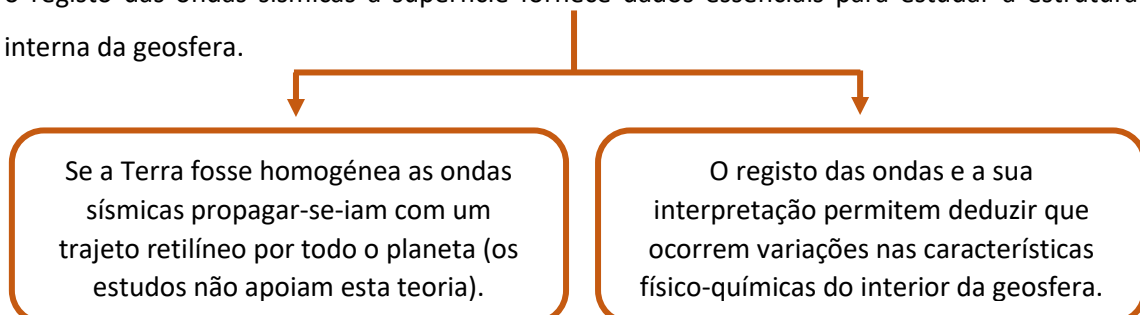 o registo das ondas sísmicas à superfície fornece dados essenciais para estudar a estrutura
interna da geosfera.
Se a Terra fosse homogénea as ondas
sísmicas propagar-se-iam com um
trajeto retilíneo por todo o planeta (os
estudos não apoiam esta teoria).
O registo das ondas e a sua
interpretação permitem deduzir que
ocorrem variações nas características
físico-químicas do interior da geosfera.